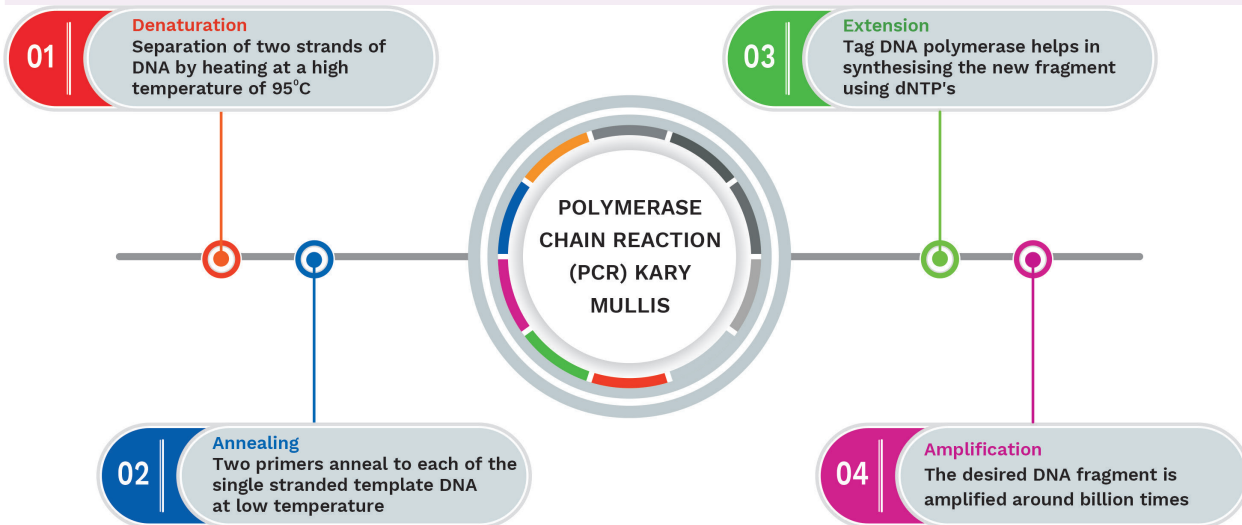 01
Denaturation
Separation of two strands of
DNA by heating at a high
temperature of 95°C
02
Annealing
Two primers anneal to each of the
single stranded template DNA
at low temperature
POLYMERASE
CHAIN REACTION
(PCR) KARY
MULLIS
03
Extension
Tag DNA polymerase helps in
synthesising the new fragment
using dNTP's
04
Amplification
The desired DNA fragment is
amplified around billion times